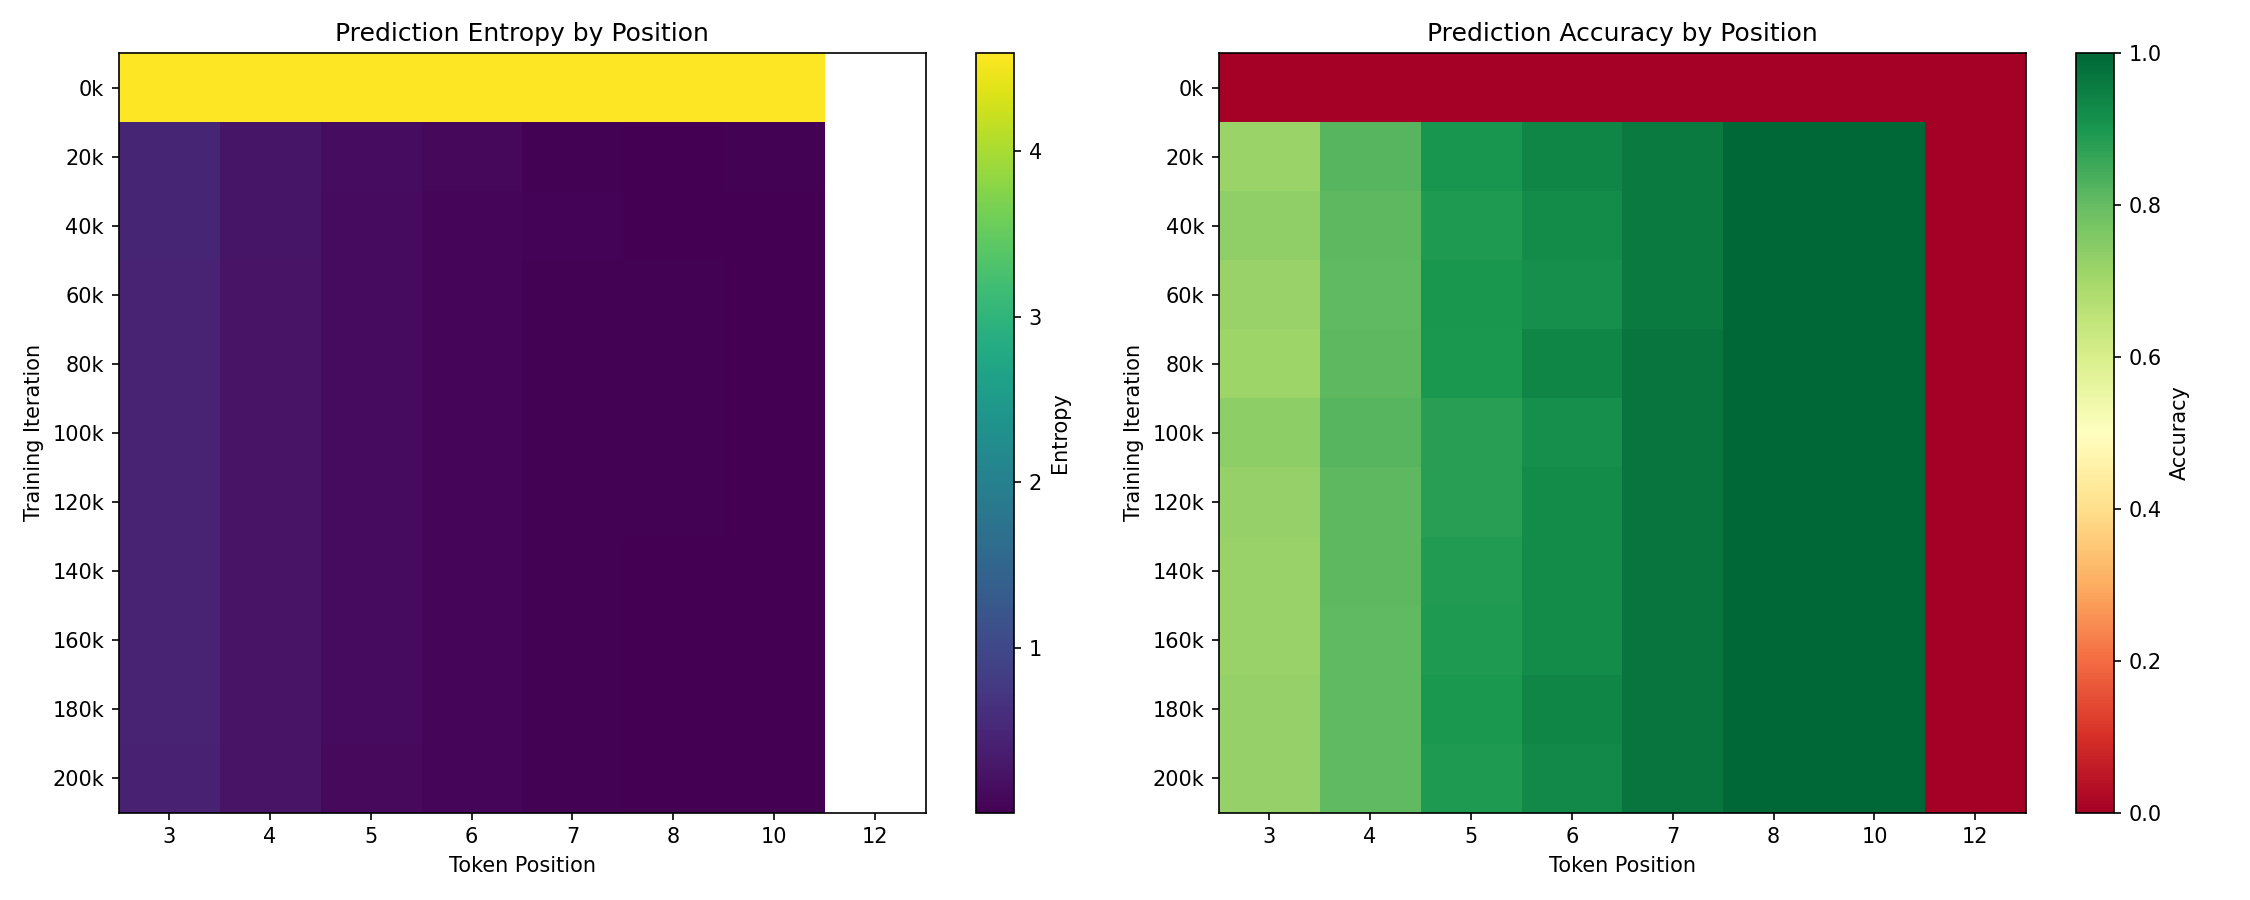 Prediction Entropy by Position
0k
20k
40k
60k
80k
100k
120k
140k
160k
180k
200k
Training Iteration
3 4 5 6 7 8 10 12
Token Position
4
3
2
1
Entropy
Prediction Accuracy by Position
0k
20k
40k
60k
80k
100k
120k
140k
160k
180k
200k
Training Iteration
3 4 5 6 7 8 10 12
Token Position
1.0
0.8
0.6
0.4
0.2
0.0
Accuracy